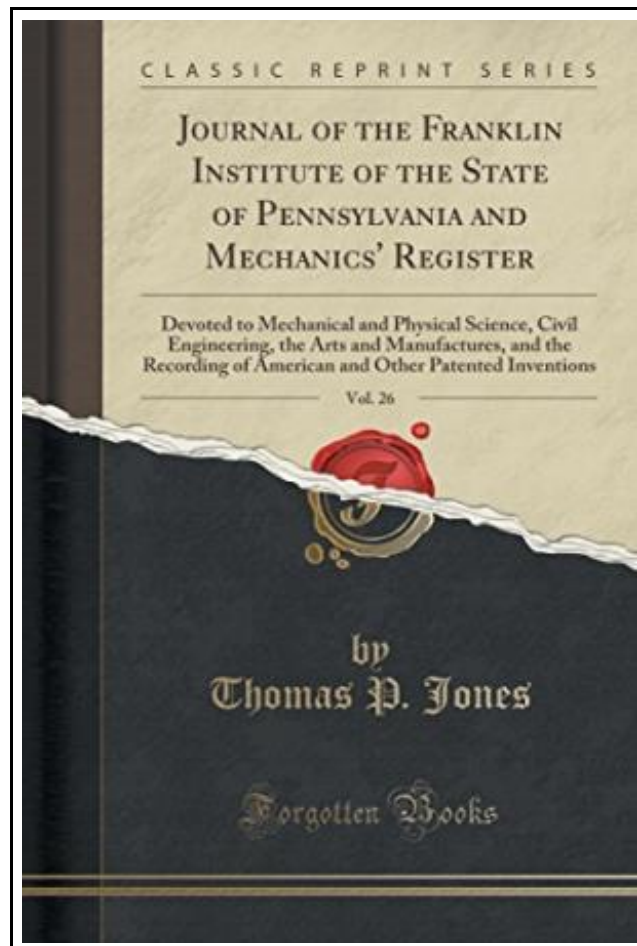 CLASSIC REPRINT SERIES
JOURNAL OF THE FRANKLIN
INSTITUTE OF THE STATE
OF PENNSYLVANIA AND
MECHANICS' REGISTER
Devoted to Mechanical and Physical Science, Civil
Engineering, the Arts and Manufactures, and the
Recording of American and Other Patented Inventions
Vol. 26
by
Thomas P. Jones
Forgotten Books